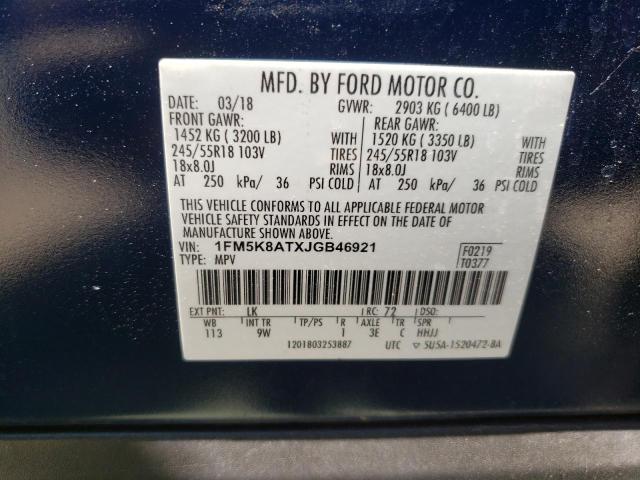 MFD. BY FORD MOTOR CO.
DATE: 03/18 GVWR: 2903 KG ( 6400 LB)
FRONT GAWR: REAR GAWR:
1452 KG ( 3200 LB) WITH 1520 KG ( 3350 LB) WITH
245/55R18 103V TIRES 245/55R18 103V TIRES
18x8.0J RIMS 18x8.0J RIMS
AT 250 kPa/ 36 PSI COLD AT 250 kPa/ 36 PSI COLD
THIS VEHICLE CONFORMS TO ALL APPLICABLE FEDERAL MOTOR
VEHICLE SAFETY STANDARDS IN EFFECT ON THE DATE OF
MANUFACTURE SHOWN ABOVE.
VIN: 1FM5K8ATXJGB46921 F0219
TYPE: MPV T0377
EXT PNT: LK RC: 72 DSO:
WB INT TR TP/PS R AXLE TR SPR
113 9W 1 3E C HHJJ
1201803253887 UTC ▽ 5U5A-1520472-BA